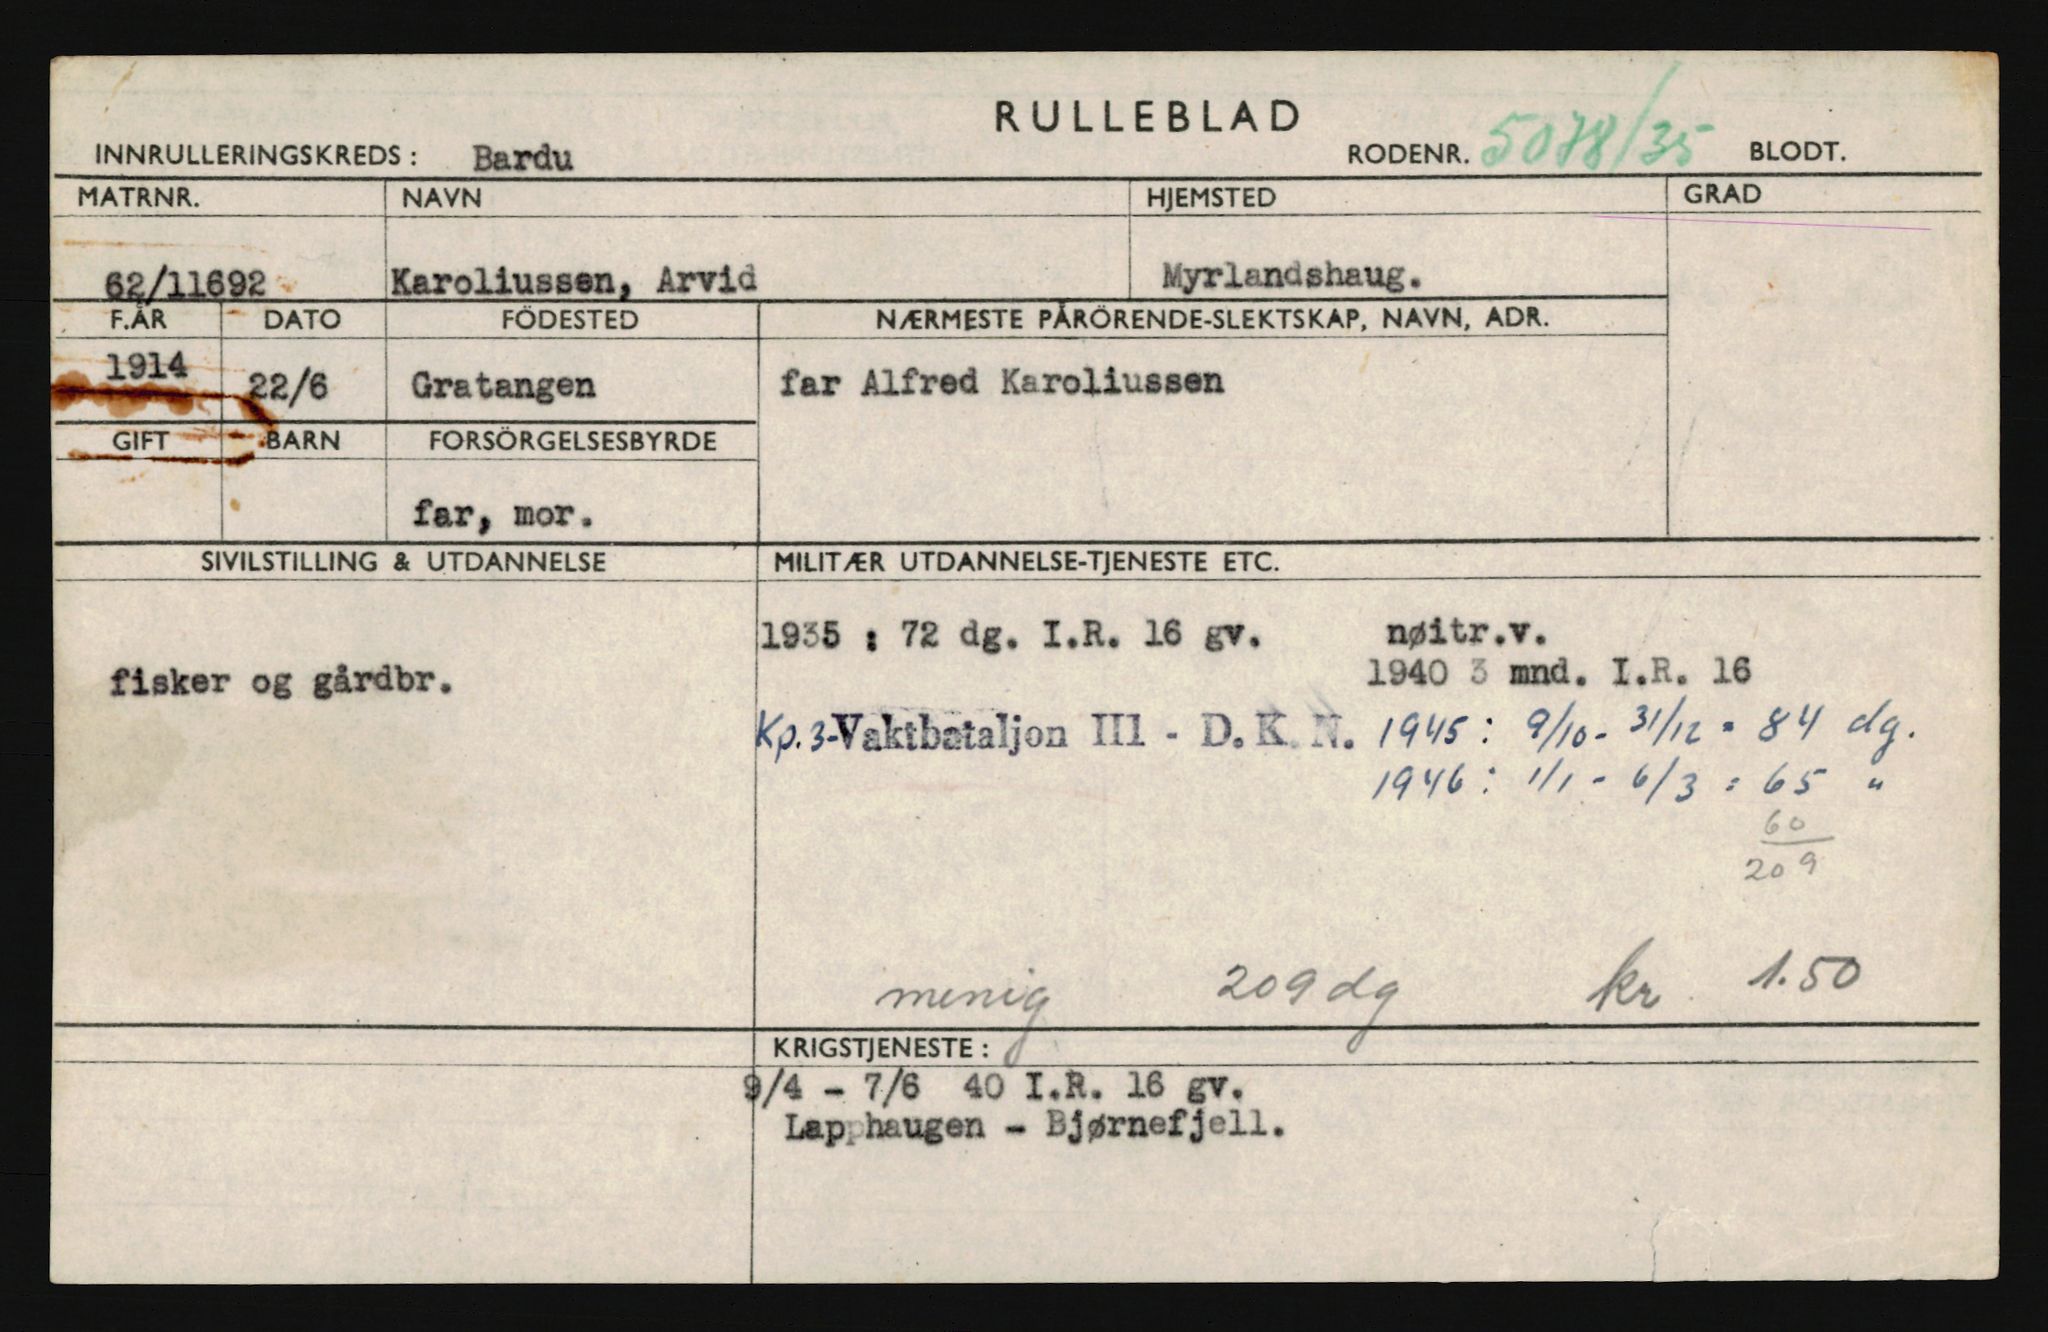 RULLEBLAD
INNRULLERINGSKREDS: Bardu RODENR. 5078/35 BLODT.
MATRNR. NAVN HJEMSTED GRAD
62/11692 Karoliussen, Arvid Myrlandshaug.
F.ÅR DATO FÖDESTED NÆRMESTE PÅRÖRENDE-SLEKTSKAP, NAVN, ADR.
1914 22/6 Gratangen far Alfred Karoliussen
GIFT BARN FORSÖRGELSESBYRDE
far, mor.
SIVILSTILLING & UTDANNELSE MILITÆR UTDANNELSE-TJENESTE ETC.
1935 : 72 dg. I.R. 16 gv. nøitr.v.
fisker og gårdbr. 1940 3 mnd. I.R. 16
Kp. 3-Vaktbataljon III - D.K.N. 1945: 9/10 - 31/12 = 84 dg.
1946: 1/1 - 6/3 = 65 "
60
209
menig 209 dg kr 1.50
KRIGSTJENESTE:
9/4 - 7/6 40 I.R. 16 gv.
Lapphaugen - Bjørnefjell.